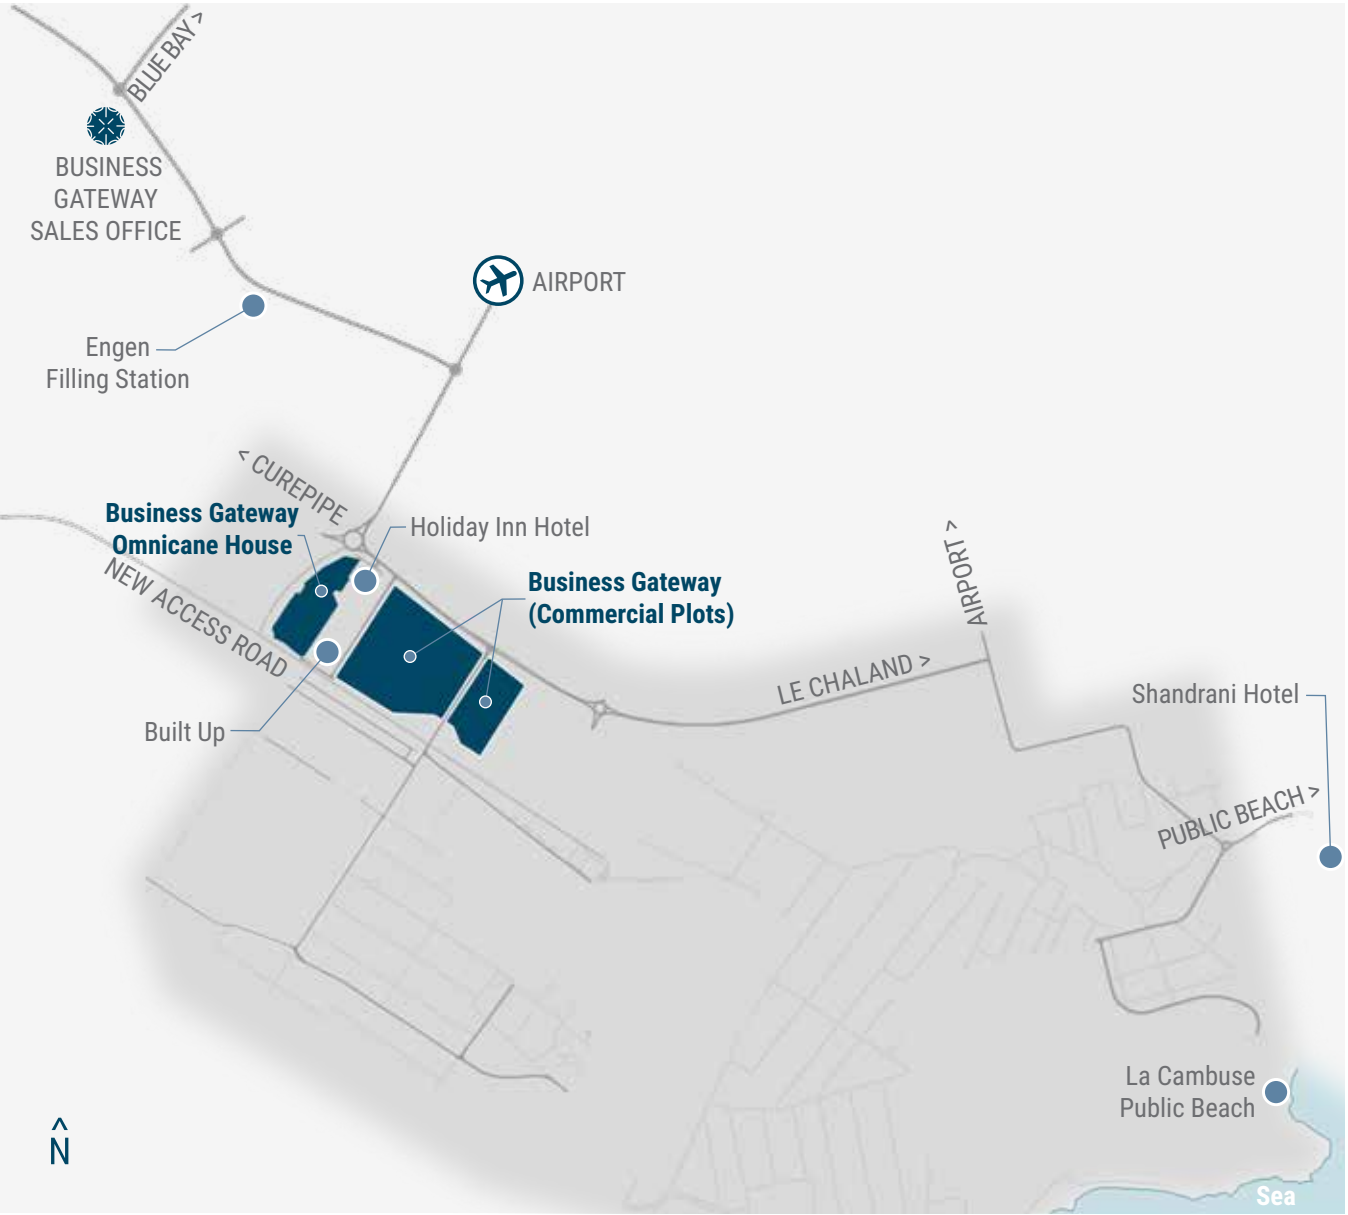 BLUE BAY >
BUSINESS
GATEWAY
SALES OFFICE
AIRPORT
Engen
Filling Station
< CUREPIPE
Business Gateway
Omnicane House
Holiday Inn Hotel
NEW ACCESS ROAD
Business Gateway
(Commercial Plots)
AIRPORT >
LE CHALAND >
Shandrani Hotel
Built Up
PUBLIC BEACH >
La Cambuse
Public Beach
N
Sea